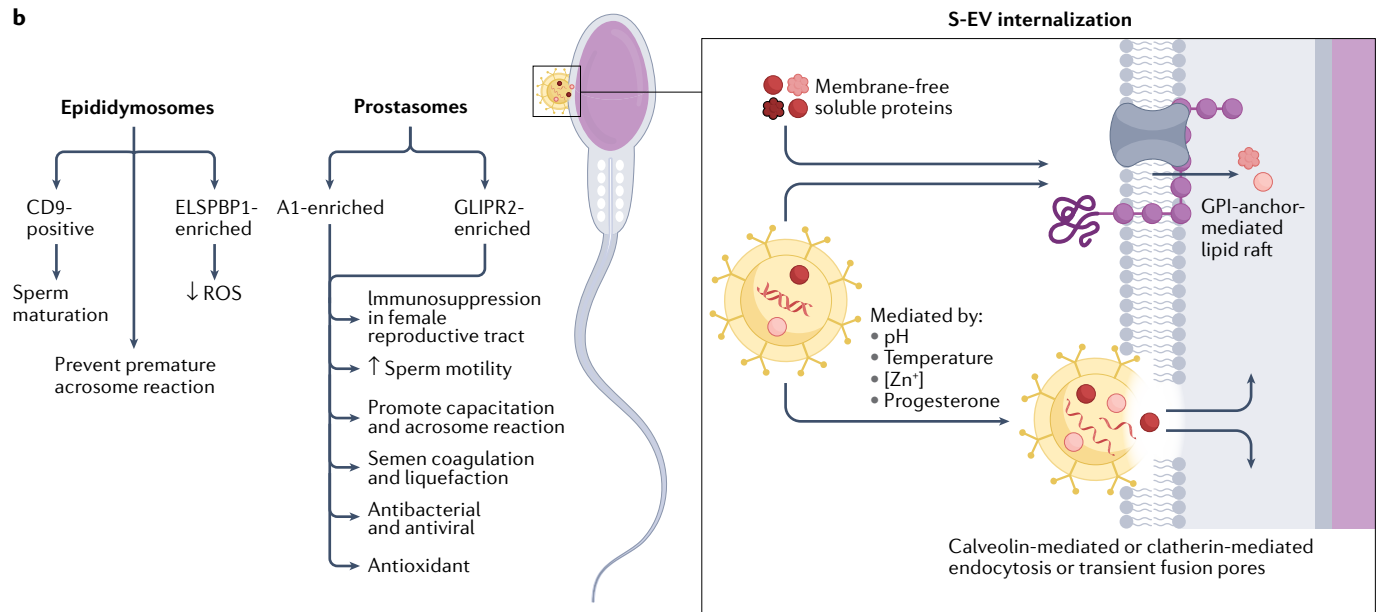 b
Epididymosomes
CD9-
positive
Sperm
maturation
ELSPBP1-
enriched
↓ ROS
Prevent premature
acrosome reaction
Prostasomes
A1-enriched
GLIPR2-
enriched
Immunosuppression
in female
reproductive tract
↑ Sperm motility
Promote capacitation
and acrosome reaction
Semen coagulation
and liquefaction
Antibacterial
and antiviral
Antioxidant
S-EV internalization
Membrane-free
soluble proteins
GPI-anchor-
mediated
lipid raft
Mediated by:
• pH
• Temperature
• [Zn⁺]
• Progesterone
Calveolin-mediated or clatherin-mediated
endocytosis or transient fusion pores